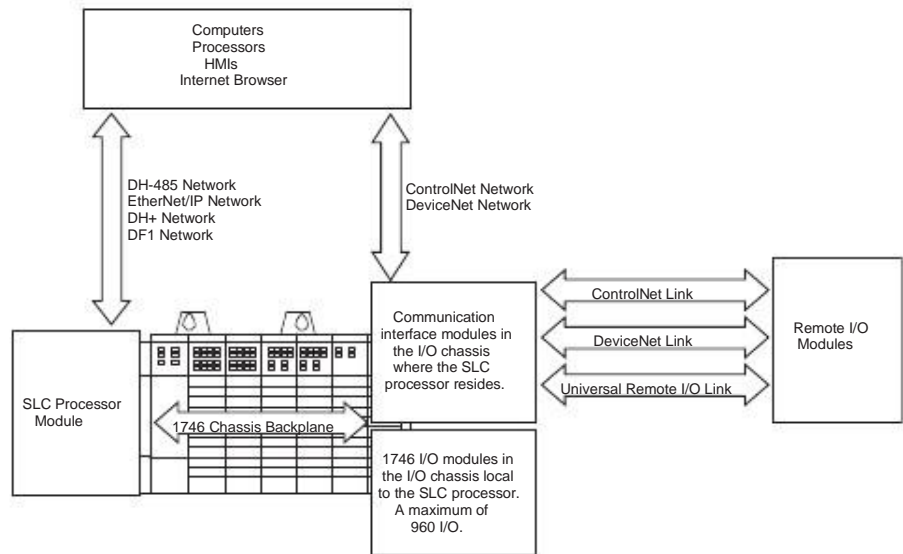 Computers
Processors
HMIs
Internet Browser
DH-485 Network
EtherNet/IP Network
DH+ Network
DF1 Network
ControlNet Network
DeviceNet Network
SLC Processor
Module
1746 Chassis Backplane
Communication
interface modules in
the I/O chassis
where the SLC
processor resides.
1746 I/O modules in
the I/O chassis local
to the SLC processor.
A maximum of
960 I/O.
ControlNet Link
DeviceNet Link
Universal Remote I/O Link
Remote I/O
Modules